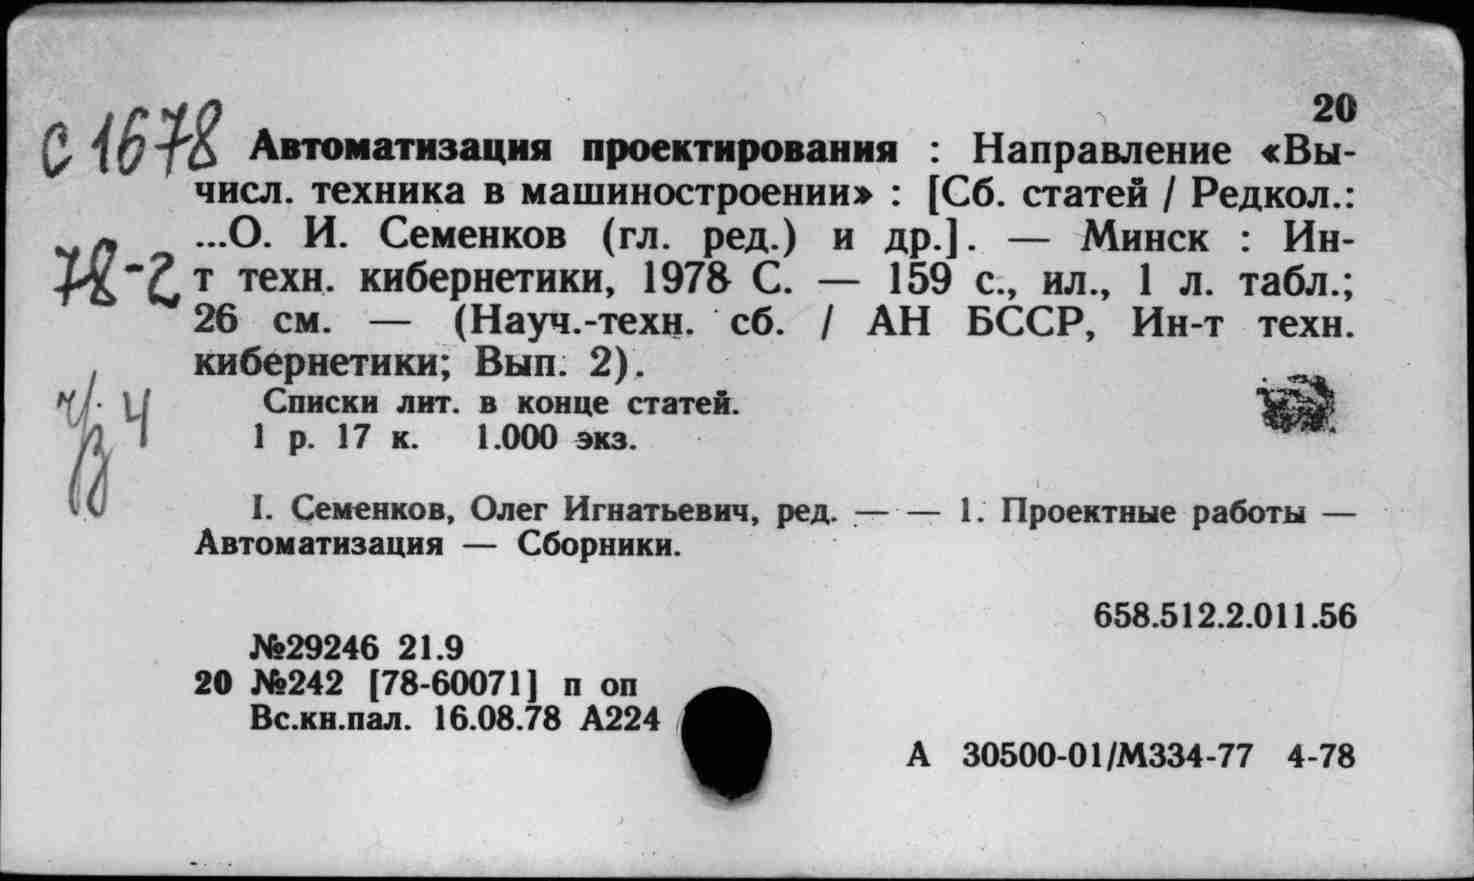 20
С 1678 Автоматизация проектирования : Направление «Вы-
числ. техника в машиностроении» : [Сб. статей / Редкол.:
...О. И. Семенков (гл. ред.) и др.]. — Минск : Ин-
78-2 т техн. кибернетики, 1978 С. — 159 с., ил., 1 л. табл.;
26 см. — (Науч.-техн. сб. / АН БССР, Ин-т техн.
кибернетики; Вып. 2).
Списки лит. в конце статей.
1 р. 17 к. 1.000 экз.
I. Семенков, Олег Игнатьевич, ред. — — 1. Проектные работы —
Автоматизация — Сборники.
658.512.2.011.56
№29246 21.9
20 №242 [78-60071] п оп
Вс.кн.пал. 16.08.78 А224
А 30500-01/М334-77 4-78